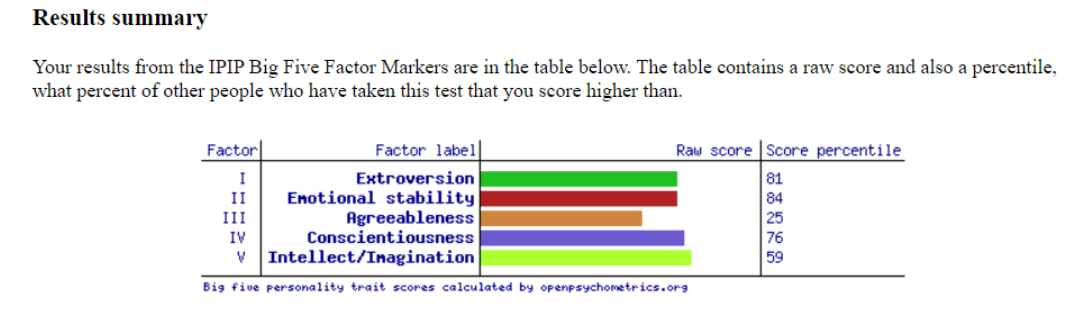 Results summary
Your results from the IPIP Big Five Factor Markers are in the table below. The table contains a raw score and also a percentile,
what percent of other people who have taken this test that you score higher than.
Factor Factor label Raw score Score percentile
I Extroversion 81
II Emotional stability 84
III Agreeableness 25
IV Conscientiousness 76
V Intellect/Imagination 59
Big five personality trait scores calculated by openpsychometrics.org